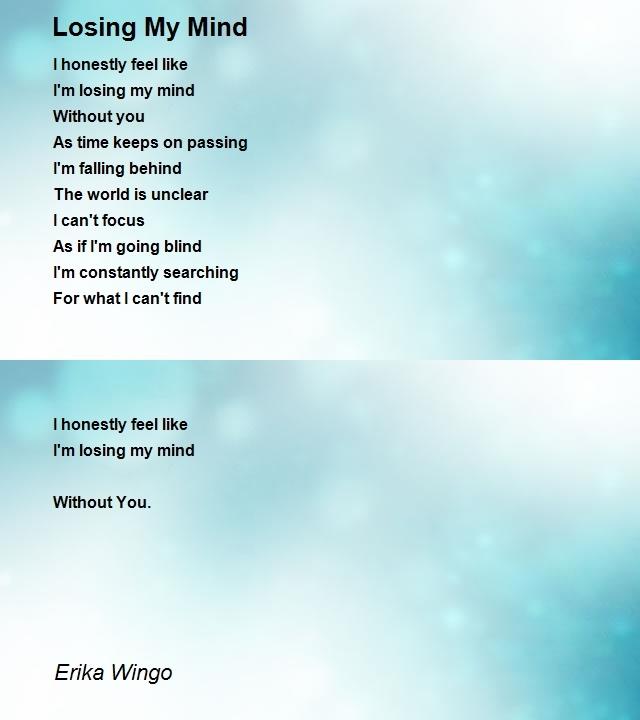 Losing My Mind
I honestly feel like
I'm losing my mind
Without you
As time keeps on passing
I'm falling behind
The world is unclear
I can't focus
As if I'm going blind
I'm constantly searching
For what I can't find
I honestly feel like
I'm losing my mind
Without You.
Erika Wingo